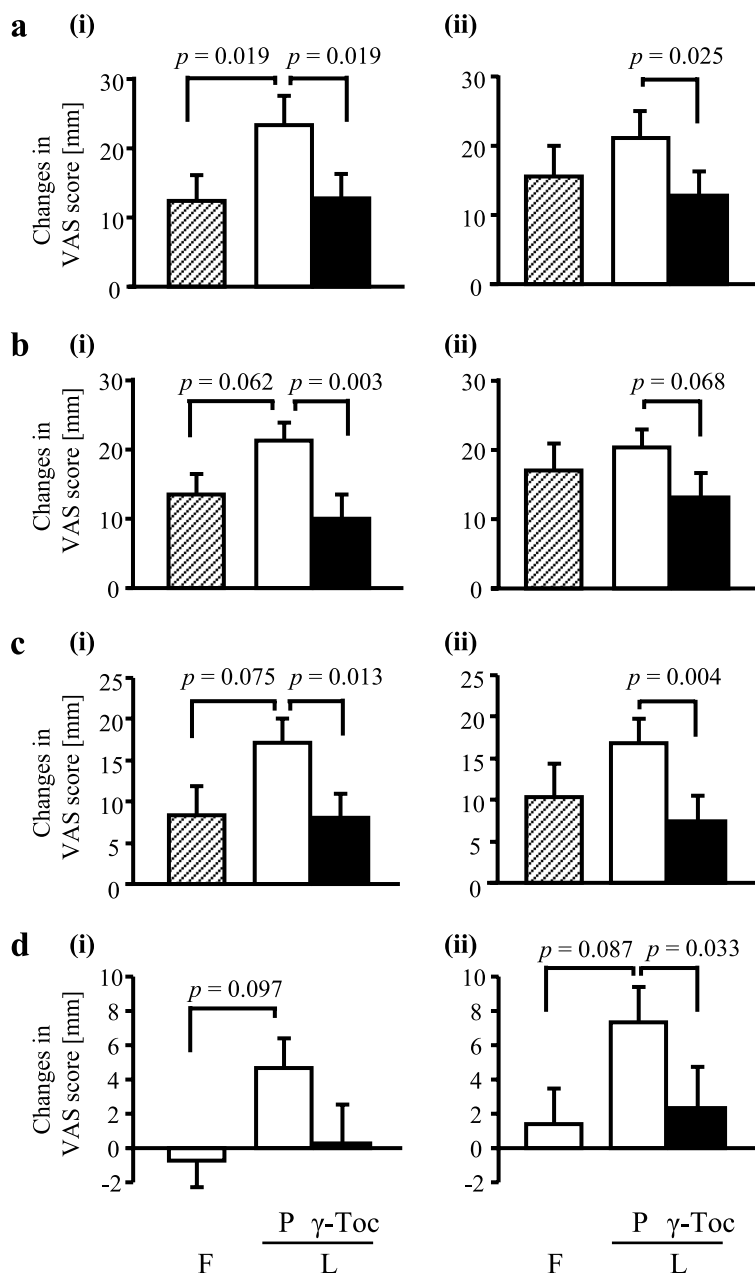 a (i) (ii)
p = 0.019 p = 0.019 p = 0.025
Changes in
VAS score [mm]
30
20
10
0
30
20
10
0
b (i) (ii)
p = 0.062 p = 0.003 p = 0.068
Changes in
VAS score [mm]
30
20
10
0
30
20
10
0
c (i) (ii)
p = 0.075 p = 0.013 p = 0.004
Changes in
VAS score [mm]
25
20
15
10
5
0
25
20
15
10
5
0
d (i) (ii)
p = 0.097 p = 0.087 p = 0.033
Changes in
VAS score [mm]
10
8
6
4
2
0
-2
10
8
6
4
2
0
-2
P γ-Toc P γ-Toc
F L F L